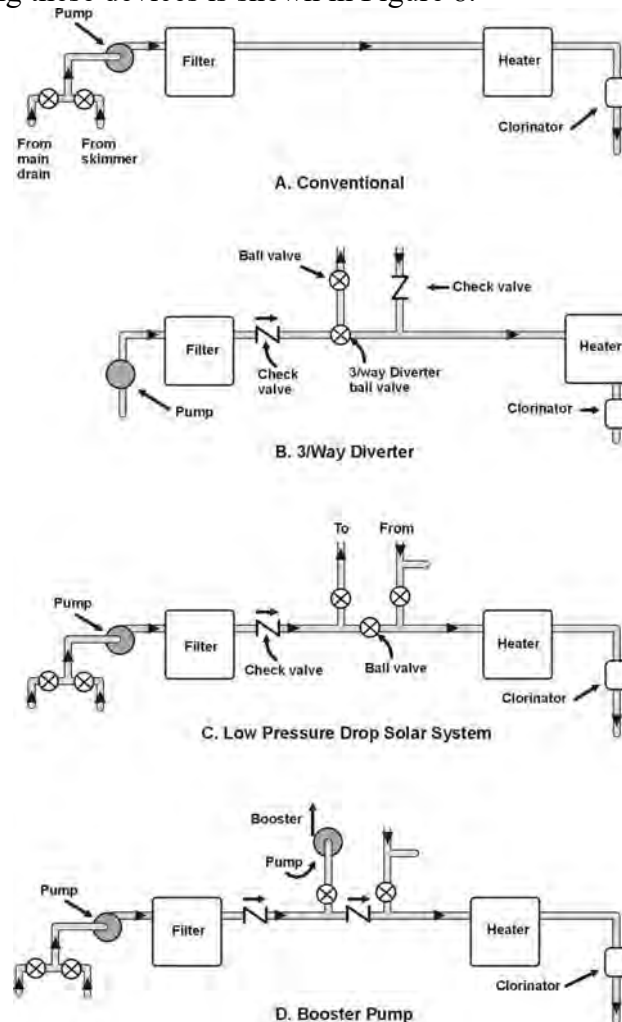 ng these devices is shown in Figure 8.
Pump
Filter
Heater
Clorinator
From
main
drain
From
skimmer
A. Conventional
Ball valve
Check valve
Filter
Check
valve
3/way Diverter
ball valve
Heater
Pump
Clorinator
B. 3/Way Diverter
To
From
Pump
Filter
Check valve
Ball valve
Heater
Clorinator
C. Low Pressure Drop Solar System
Booster
Pump
Pump
Filter
Heater
Clorinator
D. Booster Pump